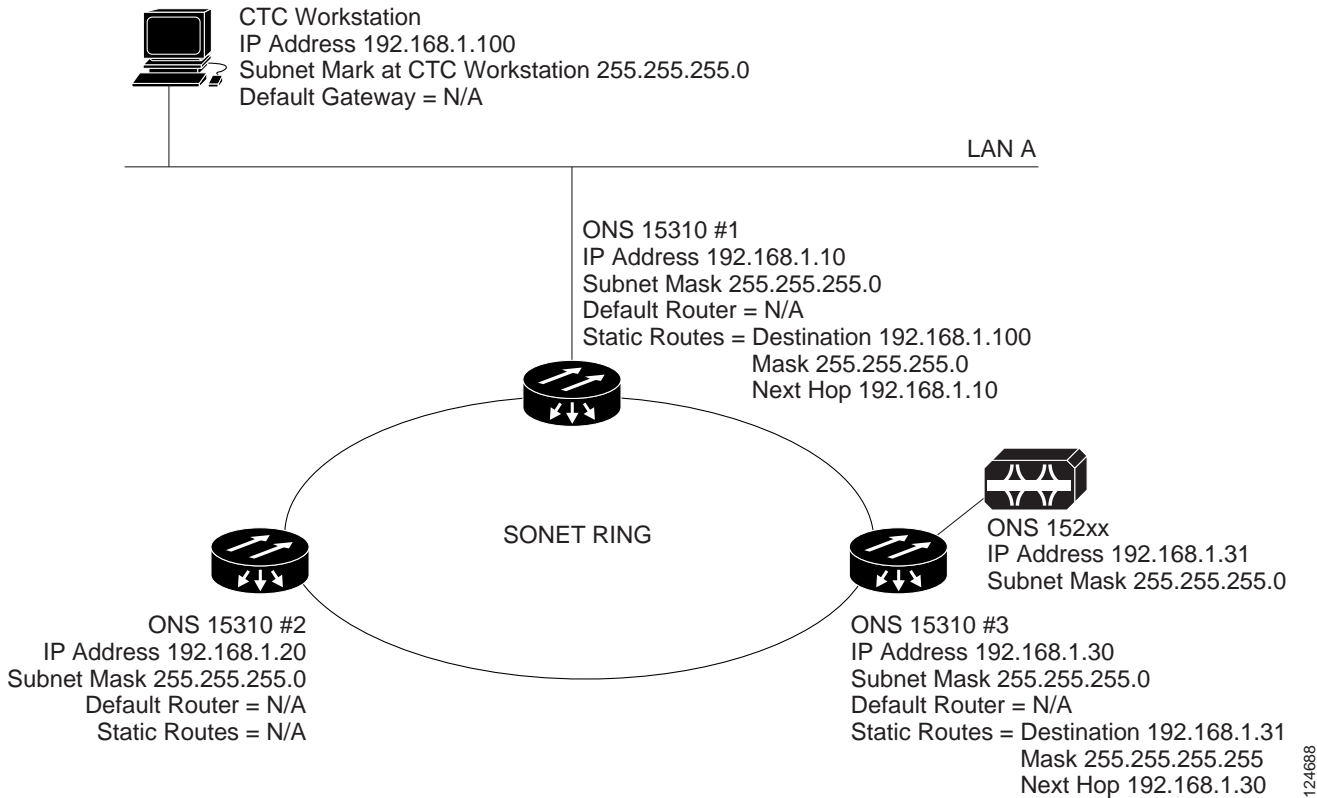 CTC Workstation
IP Address 192.168.1.100
Subnet Mark at CTC Workstation 255.255.255.0
Default Gateway = N/A
LAN A
ONS 15310 #1
IP Address 192.168.1.10
Subnet Mask 255.255.255.0
Default Router = N/A
Static Routes = Destination 192.168.1.100
Mask 255.255.255.0
Next Hop 192.168.1.10
SONET RING
ONS 152xx
IP Address 192.168.1.31
Subnet Mask 255.255.255.0
ONS 15310 #2
IP Address 192.168.1.20
Subnet Mask 255.255.255.0
Default Router = N/A
Static Routes = N/A
ONS 15310 #3
IP Address 192.168.1.30
Subnet Mask 255.255.255.0
Default Router = N/A
Static Routes = Destination 192.168.1.31
Mask 255.255.255.255
Next Hop 192.168.1.30
124688